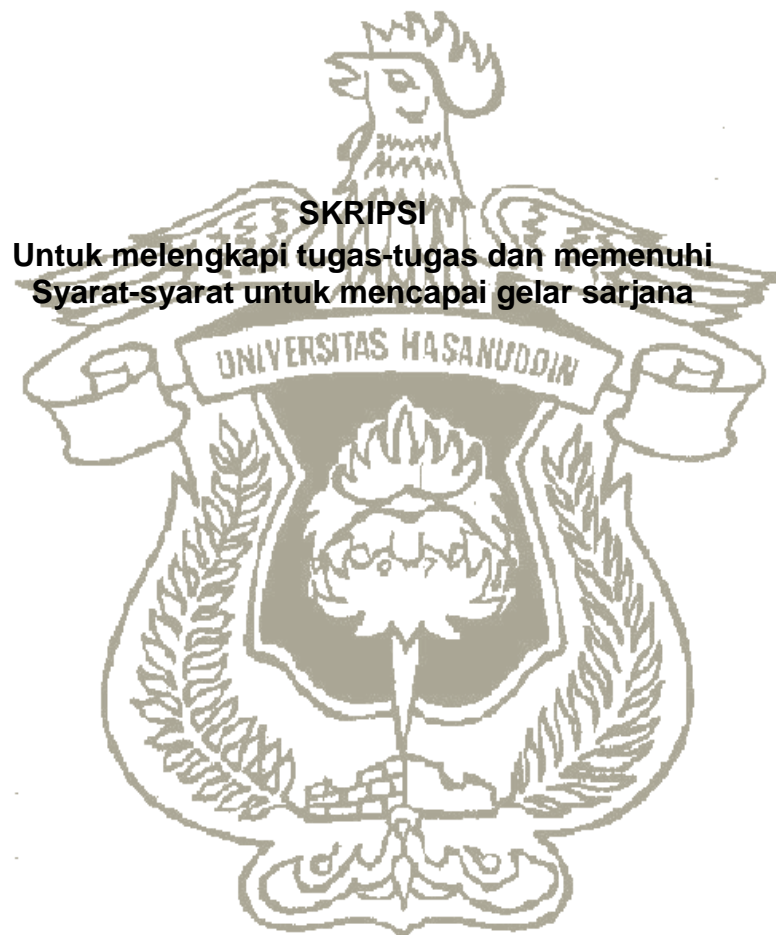 SKRIPSI
Untuk melengkapi tugas-tugas dan memenuhi
Syarat-syarat untuk mencapai gelar sarjana
UNIVERSITAS HASANUDDIN